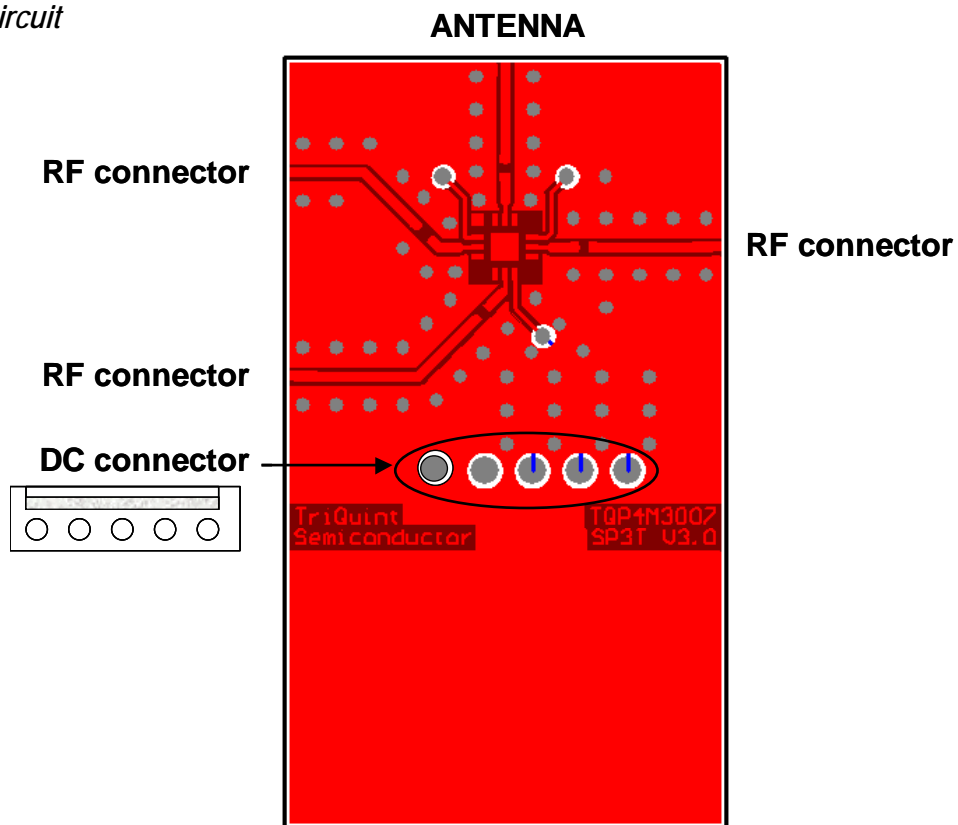 ircuit
ANTENNA
RF connector
RF connector
RF connector
DC connector
TriQuint
Semiconductor
TQP4M3007
SP3T V3.0